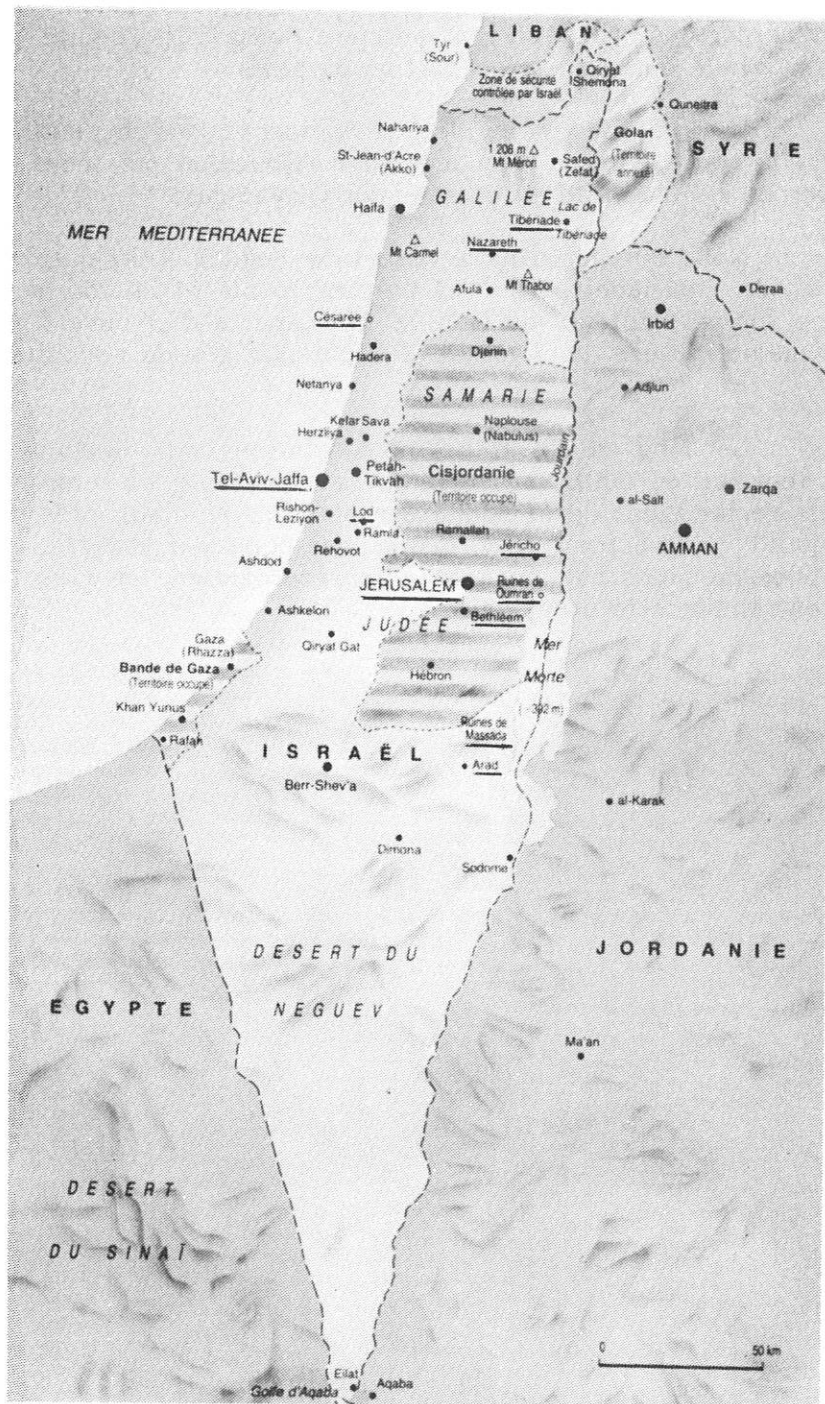 LIBAN
Tyr
(Sour)
Zone de sécurité
contrôlée par Israël
Qiryat
Shemona
Quneitra
Golan
(Territoire
annexé)
SYRIE
Nahariya
1 208 m
Mt Méron
Safed
(Zefat)
St-Jean-d'Acre
(Akko)
GALILEE
Haifa
Lac de
Tibériade
Tibériade
MER MEDITERRANEE
Mt Carmel
Nazareth
Mt Thabor
Afula
Deraa
Irbid
Césarée
Hadera
Djenin
Netanya
SAMARIE
Adjlun
Kefar Sava
Herzliya
Naplouse
(Nabulus)
Jourdain
Petah-
Tikvah
Tel-Aviv-Jaffa
Cisjordanie
(Territoire occupé)
Zarqa
al-Salt
Rishon-
Leziyon
Lod
Ramla
Ramallah
Rehovot
Jéricho
AMMAN
Ashdod
JERUSALEM
Ruines de
Qumran
Ashkelon
Bethléem
JUDÉE
Gaza
(Rhazza)
Qiryat Gat
Mer
Morte
(-392 m)
Bande de Gaza
(Territoire occupé)
Hébron
Khan Yunus
Ruines de
Massada
Rafah
ISRAËL
Arad
Berr-Shev'a
al-Karak
Dimona
Sodome
DESERT DU
NEGUEV
JORDANIE
EGYPTE
Ma'an
DESERT
DU SINAÏ
0
50 km
Eilat
Golfe d'Aqaba
Aqaba